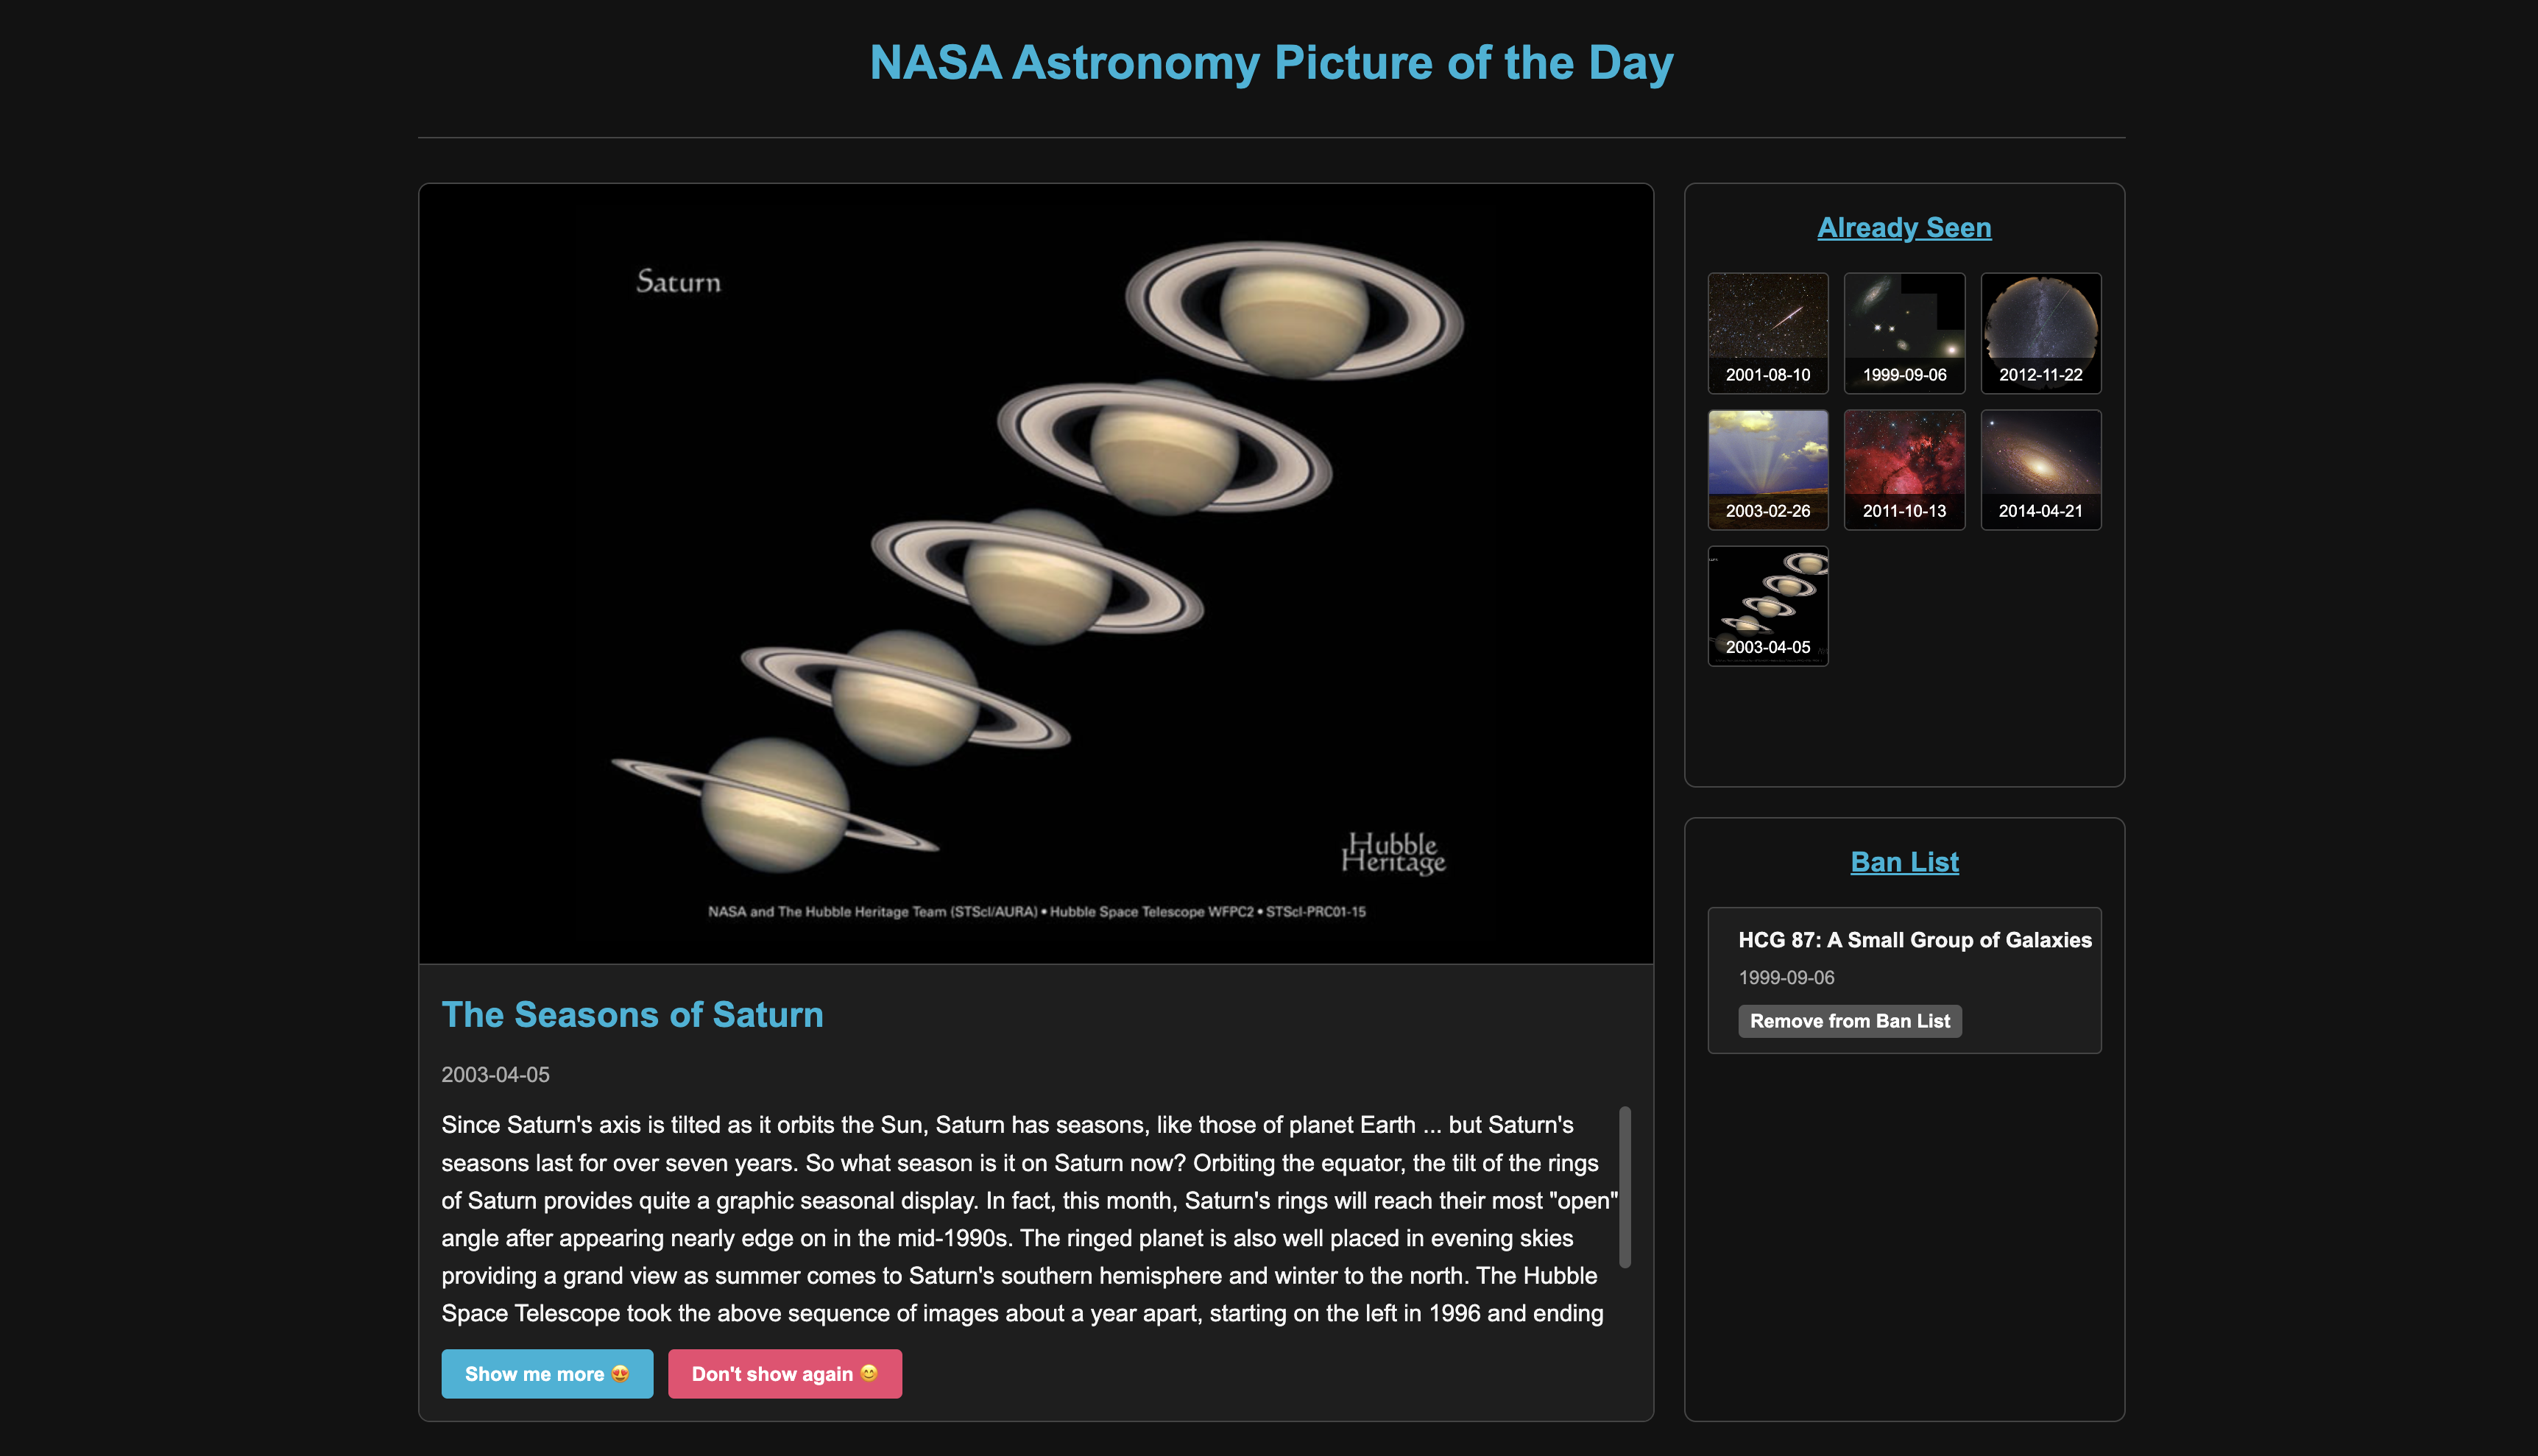 NASA Astronomy Picture of the Day
Saturn
Hubble
Heritage
NASA and The Hubble Heritage Team (STScI/AURA) • Hubble Space Telescope WFPC2 • STScI-PRC01-15
The Seasons of Saturn
2003-04-05
Since Saturn's axis is tilted as it orbits the Sun, Saturn has seasons, like those of planet Earth ... but Saturn's
seasons last for over seven years. So what season is it on Saturn now? Orbiting the equator, the tilt of the rings
of Saturn provides quite a graphic seasonal display. In fact, this month, Saturn's rings will reach their most "open"
angle after appearing nearly edge on in the mid-1990s. The ringed planet is also well placed in evening skies
providing a grand view as summer comes to Saturn's southern hemisphere and winter to the north. The Hubble
Space Telescope took the above sequence of images about a year apart, starting on the left in 1996 and ending
Show me more 😍
Don't show again 😊
Already Seen
2001-08-10
1999-09-06
2012-11-22
2003-02-26
2011-10-13
2014-04-21
2003-04-05
Ban List
HCG 87: A Small Group of Galaxies
1999-09-06
Remove from Ban List